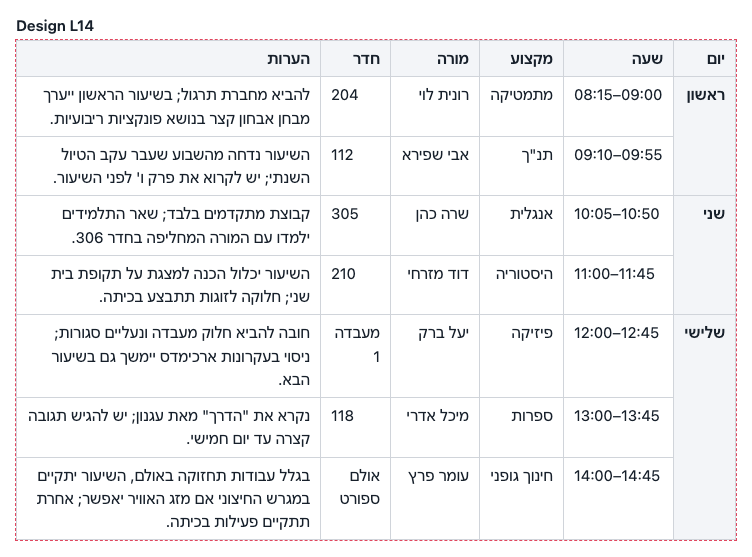 Design L14
יום שעה מקצוע מורה חדר הערות
ראשון 08:15–09:00 מתמטיקה רונית לוי 204 להביא מחברת תרגול; בשיעור הראשון ייערך
מבחן אבחון קצר בנושא פונקציות ריבועיות.
09:10–09:55 תנ"ך אבי שפירא 112 השיעור נדחה מהשבוע שעבר עקב הטיול
השנתי; יש לקרוא את פרק ו' לפני השיעור.
שני 10:05–10:50 אנגלית שרה כהן 305 קבוצת מתקדמים בלבד; שאר התלמידים
ילמדו עם המורה המחליפה בחדר 306.
11:00–11:45 היסטוריה דוד מזרחי 210 השיעור יכלול הכנה למצגת על תקופת בית
שני; חלוקה לזוגות תתבצע בכיתה.
שלישי 12:00–12:45 פיזיקה יעל ברק מעבדה חובה להביא חלוק מעבדה ונעליים סגורות;
1 ניסוי בעקרונות ארכימדס יימשך גם בשיעור
הבא.
13:00–13:45 ספרות מיכל אדרי 118 נקרא את "הדרך" מאת עגנון; יש להגיש תגובה
קצרה עד יום חמישי.
14:00–14:45 חינוך גופני עומר פרץ אולם בגלל עבודות תחזוקה באולם, השיעור יתקיים
ספורט במגרש החיצוני אם מזג האוויר יאפשר; אחרת
תתקיים פעילות בכיתה.